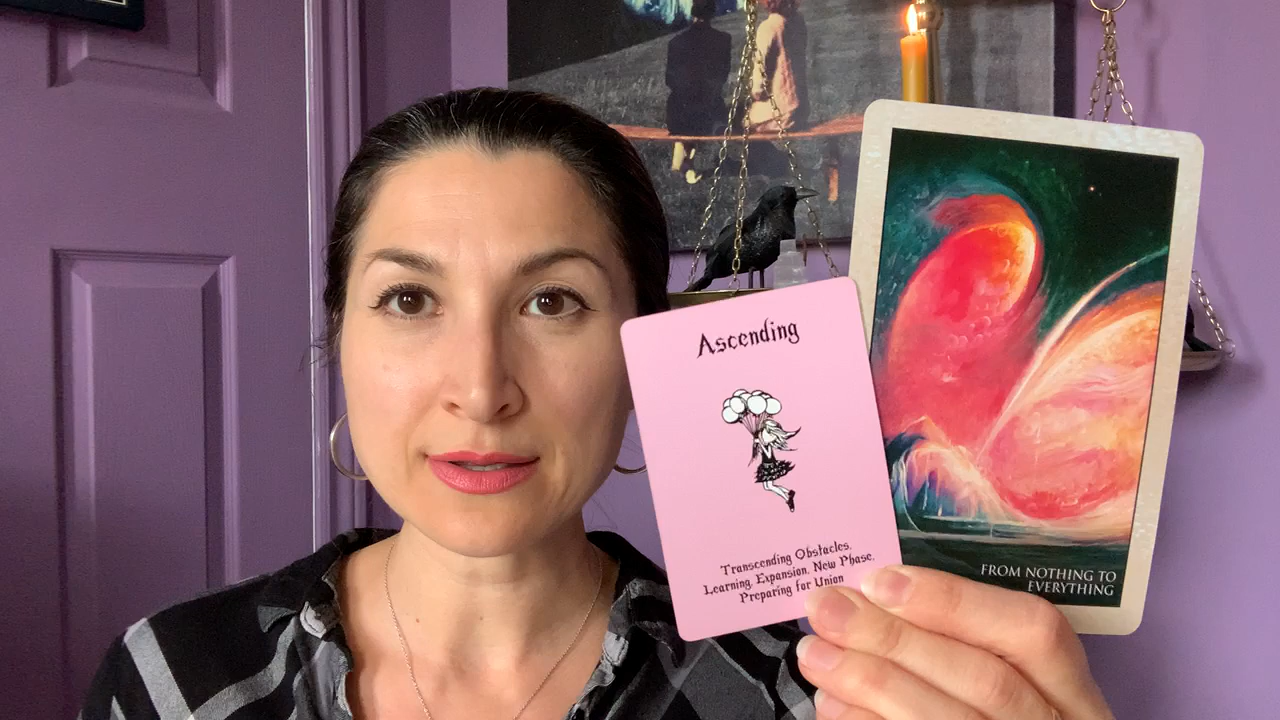 Ascending
Transcending Obstacles.
Learning. Expansion. New Phase.
Preparing for Union
FROM NOTHING TO
EVERYTHING